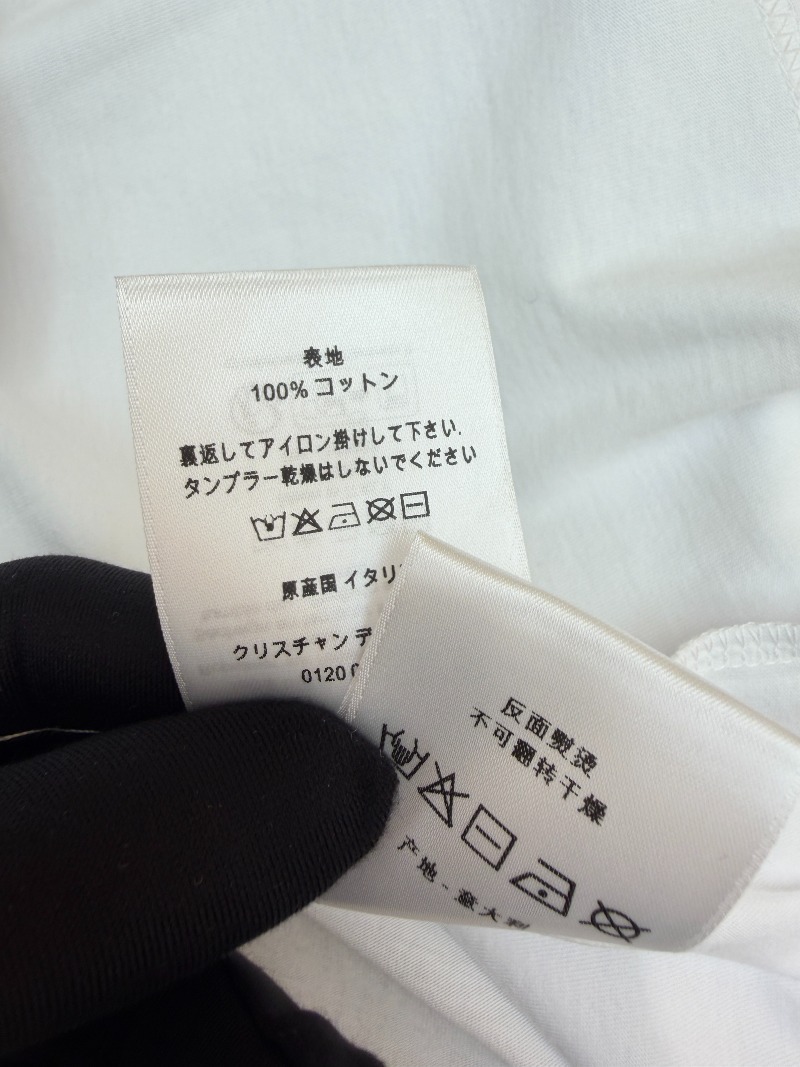 表地
100% コットン
裏返してアイロン掛けして下さい.
タンブラー乾燥はしないでください
原産国 イタリ
クリスチャン デ
0120
反面熨烫
不可翻转干燥
产地 - 意大利